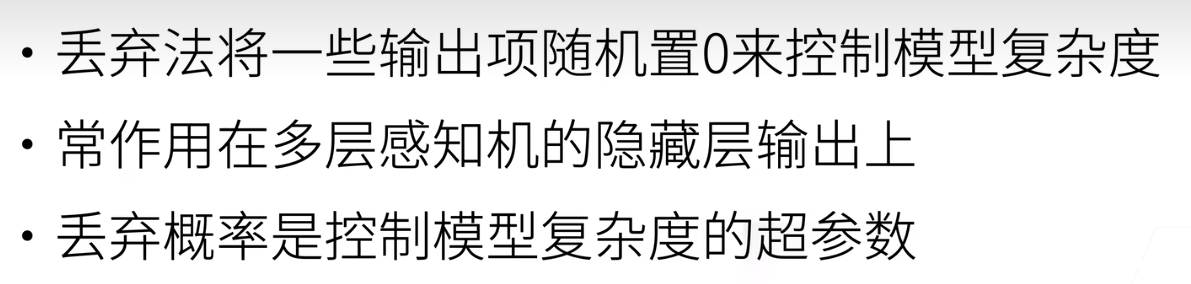 • 丢弃法将一些输出项随机置0来控制模型复杂度
• 常作用在多层感知机的隐藏层输出上
• 丢弃概率是控制模型复杂度的超参数